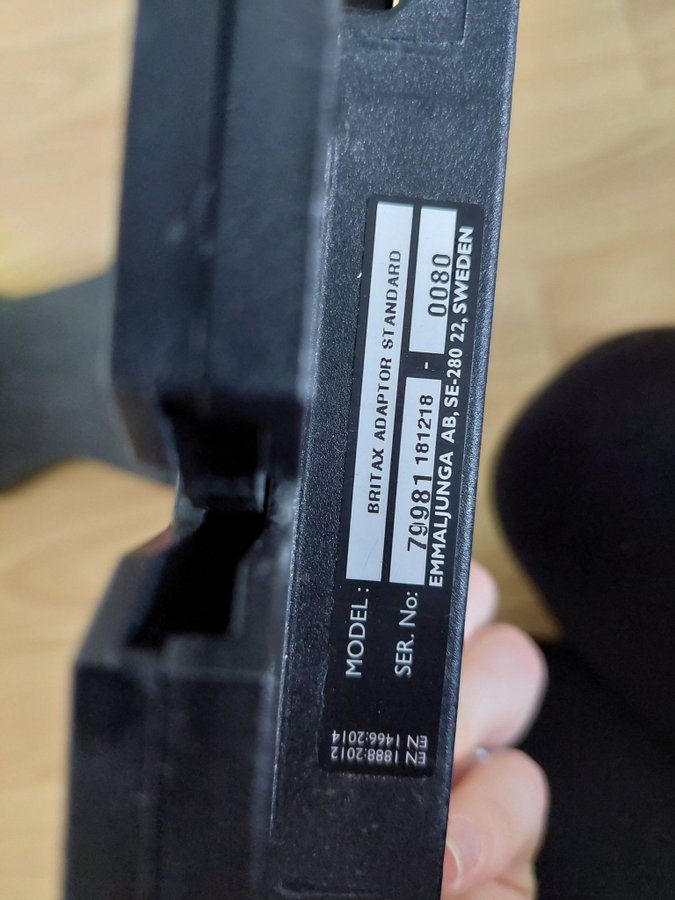 MODEL: BRITAX ADAPTOR STANDARD
SER. No: 79981 181218 - 0080
EMMALJUNGA AB, SE-280 22, SWEDEN
EN 1888:2012
EN 1466:2014